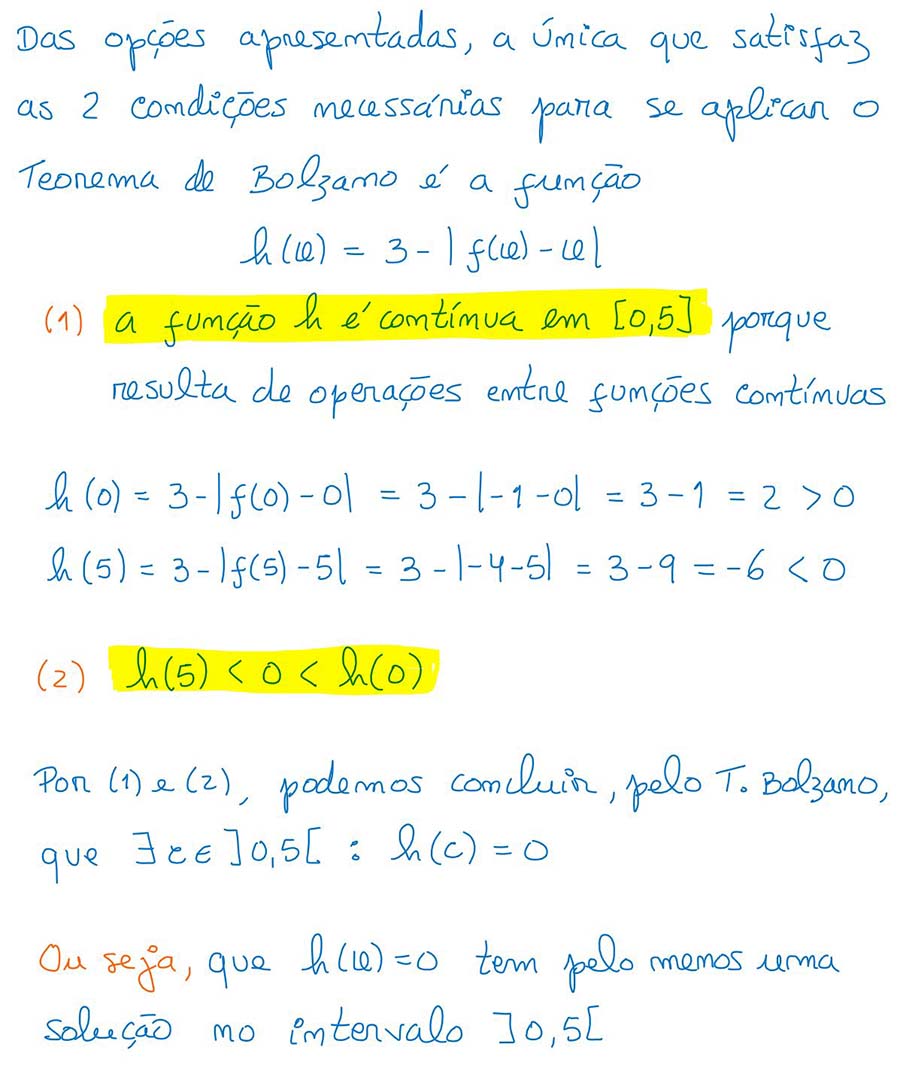 Das opções apresentadas, a única que satisfaz
as 2 condições necessárias para se aplicar o
Teorema de Bolzano é a função
h(x) = 3 - |f(x) - x|
(1) a função h é contínua em [0,5] porque
resulta de operações entre funções contínuas
h(0) = 3 - |f(0) - 0| = 3 - |-1 - 0| = 3 - 1 = 2 > 0
h(5) = 3 - |f(5) - 5| = 3 - |-4 - 5| = 3 - 9 = -6 < 0
(2) h(5) < 0 < h(0)
Por (1) e (2), podemos concluir, pelo T. Bolzano,
que ∃ c ∈ ]0,5[ : h(c) = 0
Ou seja, que h(x) = 0 tem pelo menos uma
solução no intervalo ]0,5[